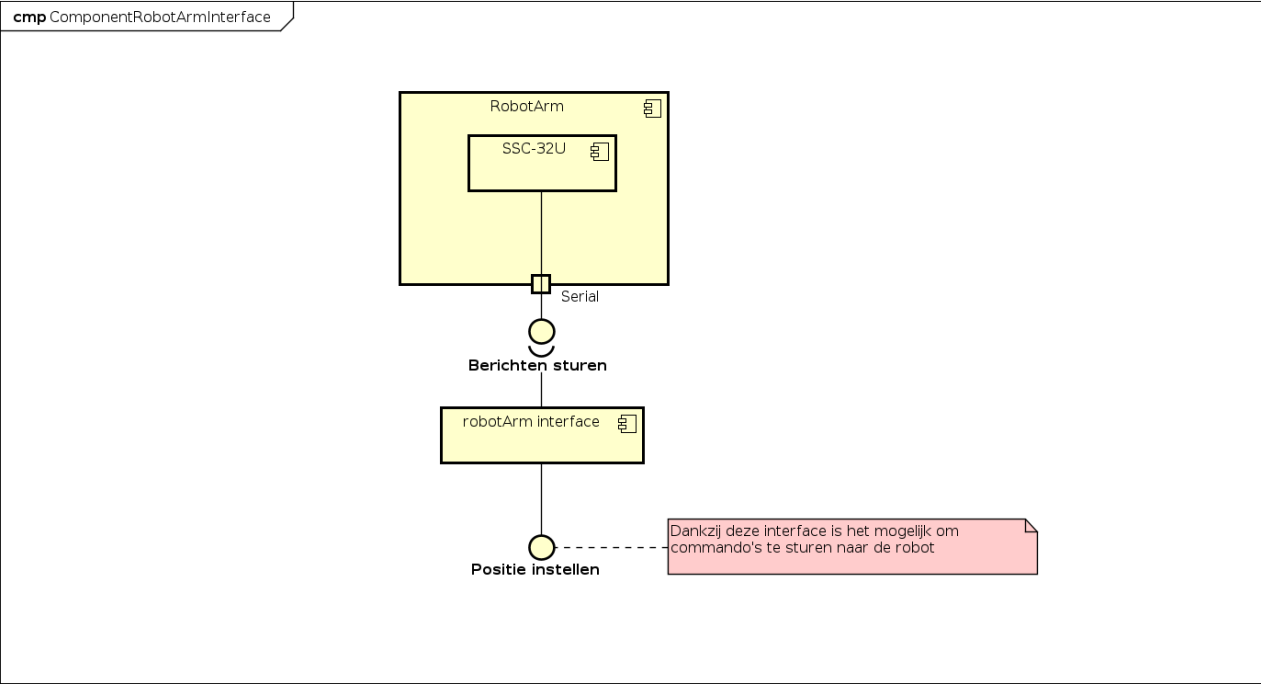 cmp ComponentRobotArmInterface
RobotArm
SSC-32U
Serial
Berichten sturen
robotArm interface
Dankzij deze interface is het mogelijk om
commando's te sturen naar de robot
Positie instellen